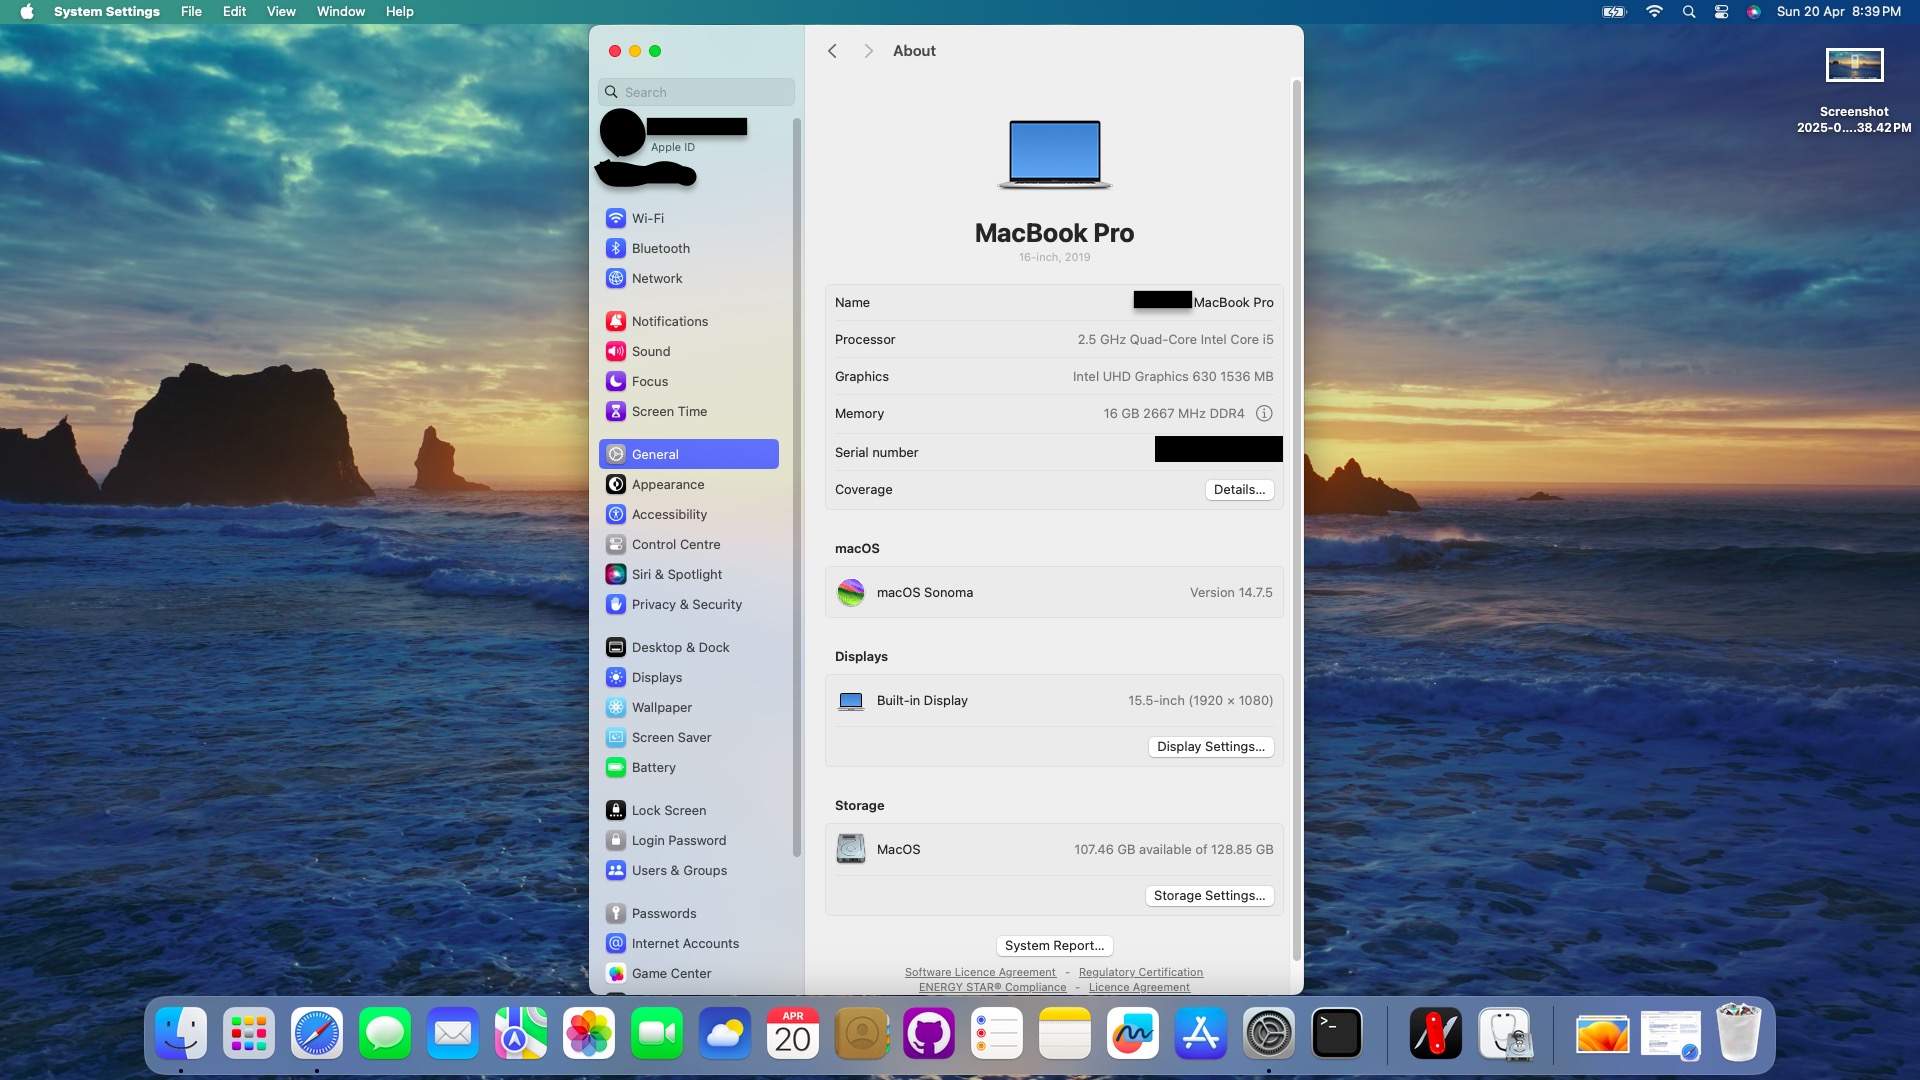 System Settings File Edit View Window Help
Sun 20 Apr 8:39 PM
Screenshot
2025-0....38.42 PM
Search
Apple ID
Wi-Fi
Bluetooth
Network
Notifications
Sound
Focus
Screen Time
General
Appearance
Accessibility
Control Centre
Siri & Spotlight
Privacy & Security
Desktop & Dock
Displays
Wallpaper
Screen Saver
Battery
Lock Screen
Login Password
Users & Groups
Passwords
Internet Accounts
Game Center
About
MacBook Pro
16-inch, 2019
Name MacBook Pro
Processor 2.5 GHz Quad-Core Intel Core i5
Graphics Intel UHD Graphics 630 1536 MB
Memory 16 GB 2667 MHz DDR4
Serial number
Coverage Details...
macOS
macOS Sonoma Version 14.7.5
Displays
Built-in Display 15.5-inch (1920 × 1080)
Display Settings...
Storage
MacOS 107.46 GB available of 128.85 GB
Storage Settings...
System Report...
Software Licence Agreement - Regulatory Certification
ENERGY STAR® Compliance - Licence Agreement
APR
20